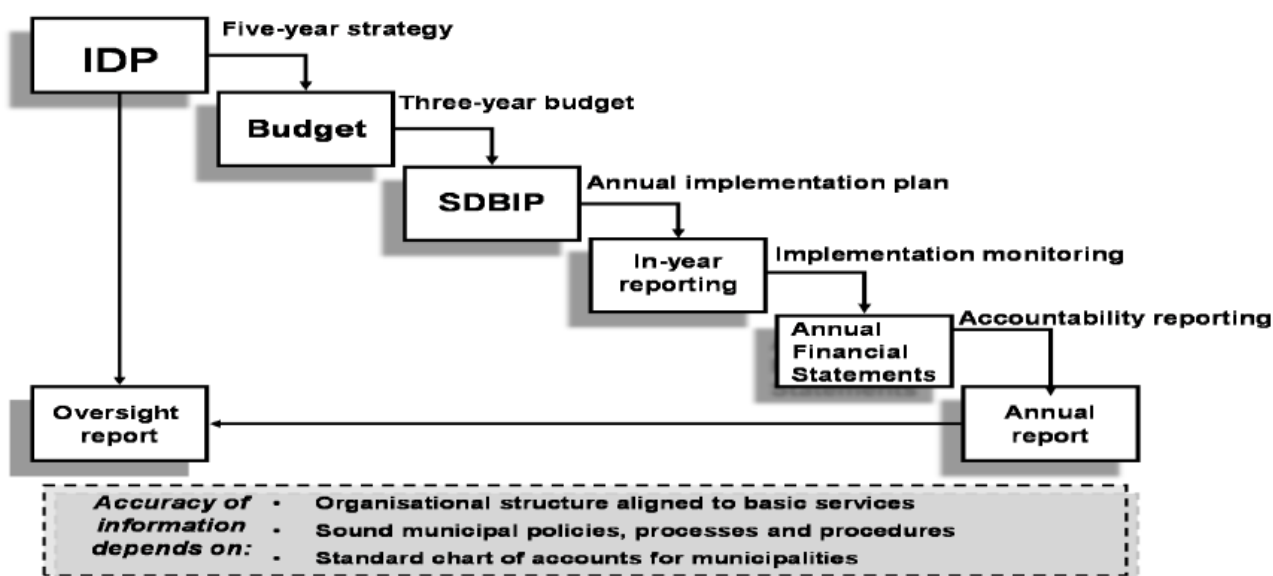 IDP
Five-year strategy
Budget
Three-year budget
SDBIP
Annual implementation plan
In-year
reporting
Implementation monitoring
Annual
Financial
Statements
Accountability reporting
Annual
report
Oversight
report
Accuracy of
information
depends on:
- Organisational structure aligned to basic services
- Sound municipal policies, processes and procedures
- Standard chart of accounts for municipalities